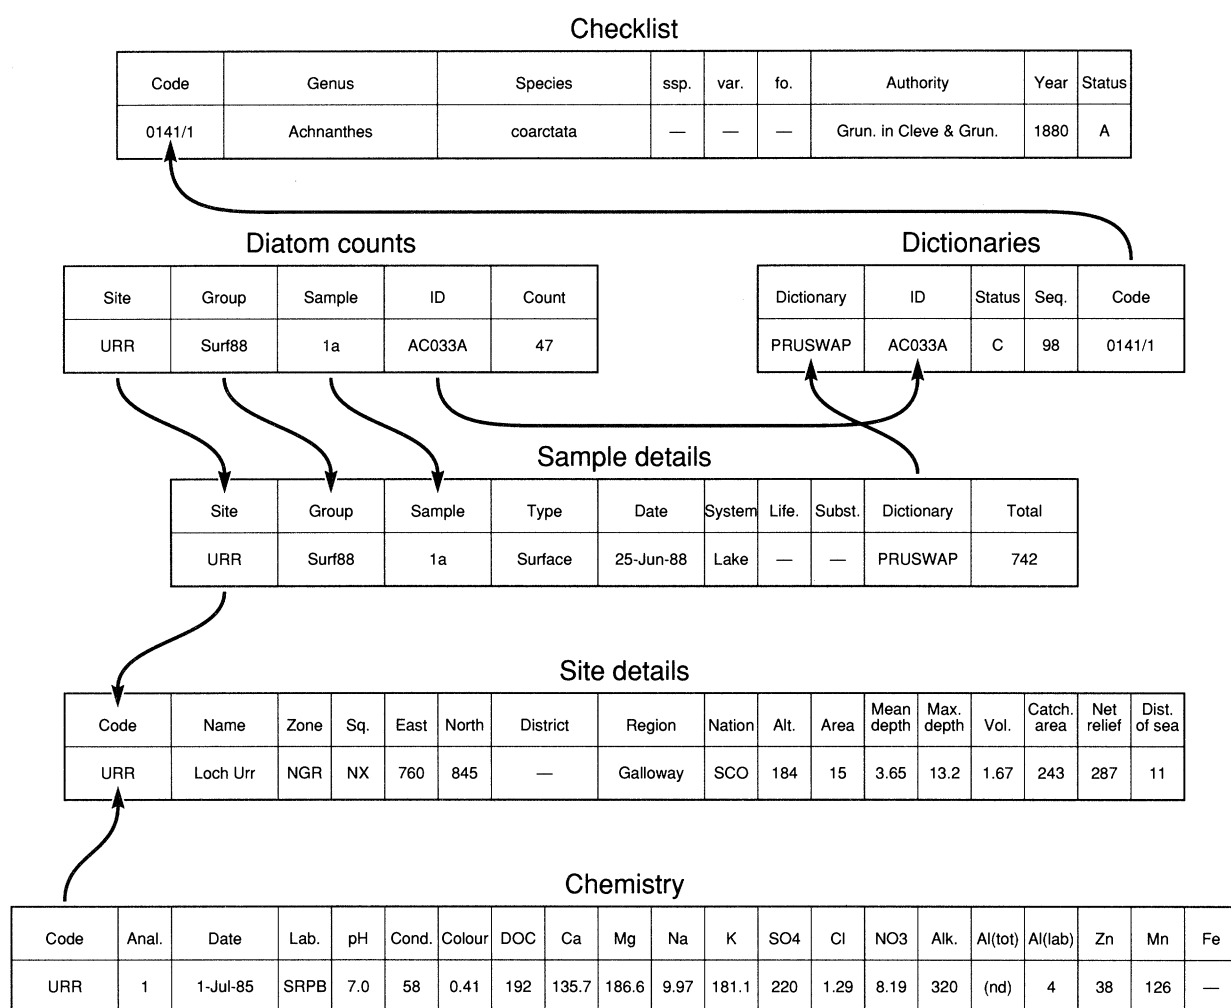 Checklist
Code Genus Species ssp. var. fo. Authority Year Status
0141/1 Achnanthes coarctata — — — Grun. in Cleve & Grun. 1880 A
Diatom counts
Site Group Sample ID Count
URR Surf88 1a AC033A 47
Dictionaries
Dictionary ID Status Seq. Code
PRUSWAP AC033A C 98 0141/1
Sample details
Site Group Sample Type Date System Life. Subst. Dictionary Total
URR Surf88 1a Surface 25-Jun-88 Lake — — PRUSWAP 742
Site details
Code Name Zone Sq. East North District Region Nation Alt. Area Mean depth Max. depth Vol. Catch. area Net relief Dist. of sea
URR Loch Urr NGR NX 760 845 — Galloway SCO 184 15 3.65 13.2 1.67 243 287 11
Chemistry
Code Anal. Date Lab. pH Cond. Colour DOC Ca Mg Na K SO4 Cl NO3 Alk. Al(tot) Al(lab) Zn Mn Fe
URR 1 1-Jul-85 SRPB 7.0 58 0.41 192 135.7 186.6 9.97 181.1 220 1.29 8.19 320 (nd) 4 38 126 —